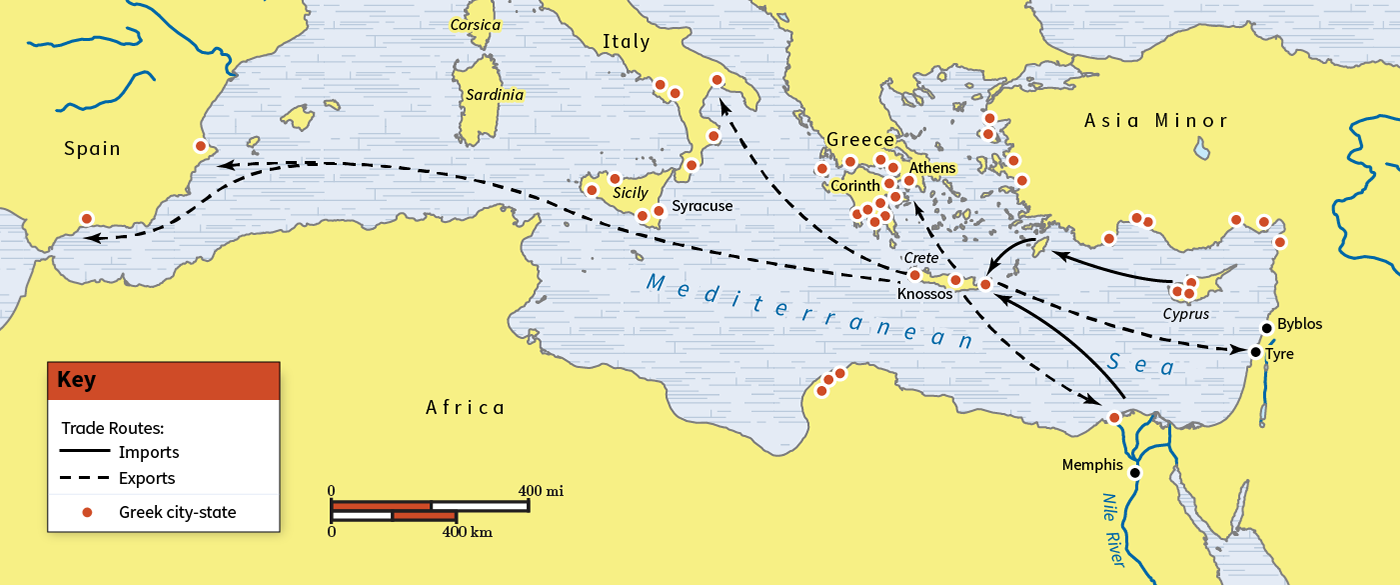 Corsica
Italy
Sardinia
Spain
Asia Minor
Greece
Athens
Corinth
Sicily
Syracuse
Crete
Knossos
Mediterranean
Sea
Cyprus
Byblos
Tyre
Africa
Memphis
Nile River
Key
Trade Routes:
Imports
Exports
Greek city-state
0 400 mi
0 400 km